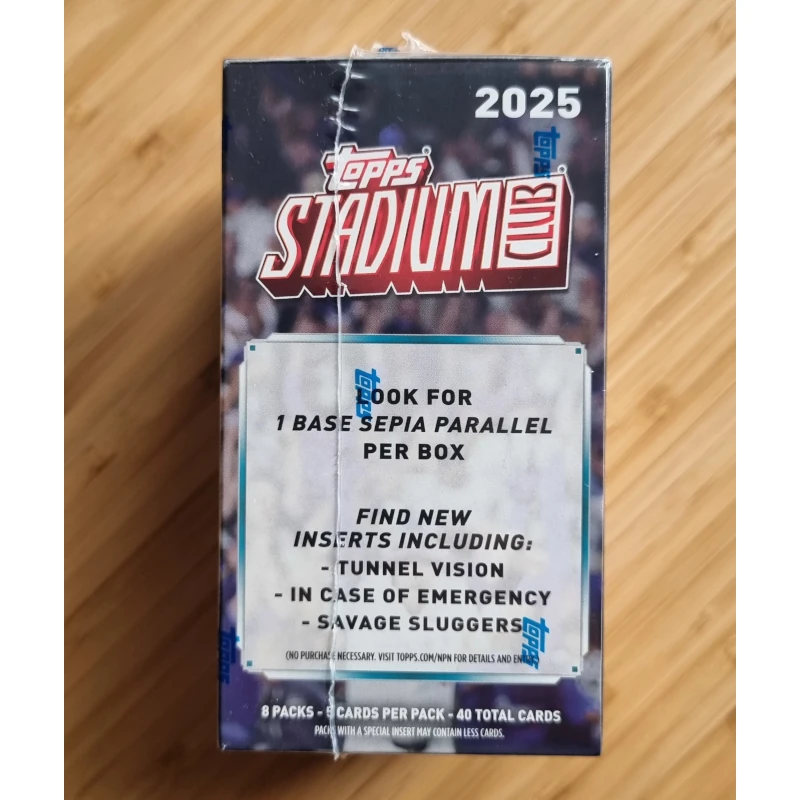 2025
topps
STADIUM CLUB
topps
LOOK FOR
topps
1 BASE SEPIA PARALLEL
PER BOX
FIND NEW
INSERTS INCLUDING:
- TUNNEL VISION
- IN CASE OF EMERGENCY
- SAVAGE SLUGGERS
topps
topps
(NO PURCHASE NECESSARY. VISIT TOPPS.COM/NPN FOR DETAILS AND ENTRY)
8 PACKS - 5 CARDS PER PACK - 40 TOTAL CARDS
PACKS WITH A SPECIAL INSERT MAY CONTAIN LESS CARDS.